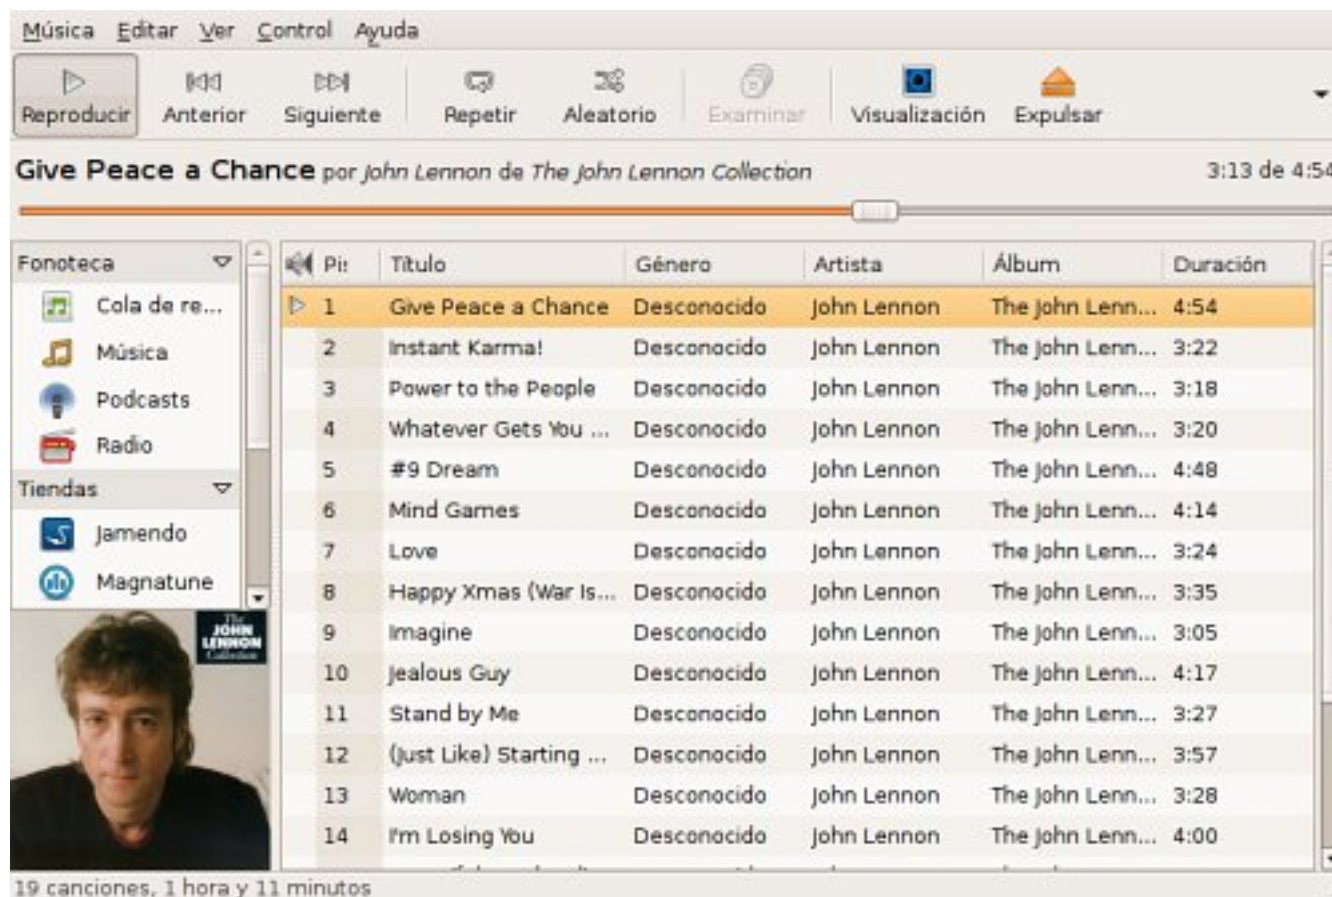 Música Editar Ver Control Ayuda
Reproducir Anterior Siguiente Repetir Aleatorio Examinar Visualización Expulsar
Give Peace a Chance por John Lennon de The John Lennon Collection 3:13 de 4:54
Fonoteca
Cola de re...
Música
Podcasts
Radio
Tiendas
Jamendo
Magnatune
The
JOHN
LENNON
Collection
Título Género Artista Álbum Duración
1 Give Peace a Chance Desconocido John Lennon The John Lenn... 4:54
2 Instant Karma! Desconocido John Lennon The John Lenn... 3:22
3 Power to the People Desconocido John Lennon The John Lenn... 3:18
4 Whatever Gets You ... Desconocido John Lennon The John Lenn... 3:20
5 #9 Dream Desconocido John Lennon The John Lenn... 4:48
6 Mind Games Desconocido John Lennon The John Lenn... 4:14
7 Love Desconocido John Lennon The John Lenn... 3:24
8 Happy Xmas (War Is... Desconocido John Lennon The John Lenn... 3:35
9 Imagine Desconocido John Lennon The John Lenn... 3:05
10 Jealous Guy Desconocido John Lennon The John Lenn... 4:17
11 Stand by Me Desconocido John Lennon The John Lenn... 3:27
12 (Just Like) Starting ... Desconocido John Lennon The John Lenn... 3:57
13 Woman Desconocido John Lennon The John Lenn... 3:28
14 I'm Losing You Desconocido John Lennon The John Lenn... 4:00
19 canciones, 1 hora y 11 minutos